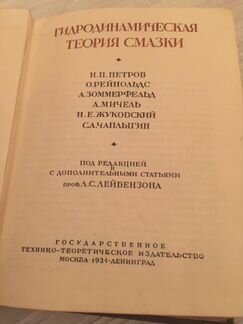 ГИДРОДИНАМИЧЕСКАЯ
ТЕОРИЯ СМАЗКИ
Н.П. ПЕТРОВ
О. РЕЙНОЛЬДС
А. ЗОММЕРФЕЛЬД
А. МИЧЕЛЬ
Н.Е. ЖУКОВСКИЙ
С.А. ЧАПЛЫГИН
ПОД РЕДАКЦИЕЙ
И
С ДОПОЛНИТЕЛЬНЫМИ СТАТЬЯМИ
ПРОФ. Л.С. ЛЕЙБЕНЗОНА
ГОСУДАРСТВЕННОЕ
ТЕХНИКО-ТЕОРЕТИЧЕСКОЕ ИЗДАТЕЛЬСТВО
МОСКВА - 1934 - ЛЕНИНГРАД